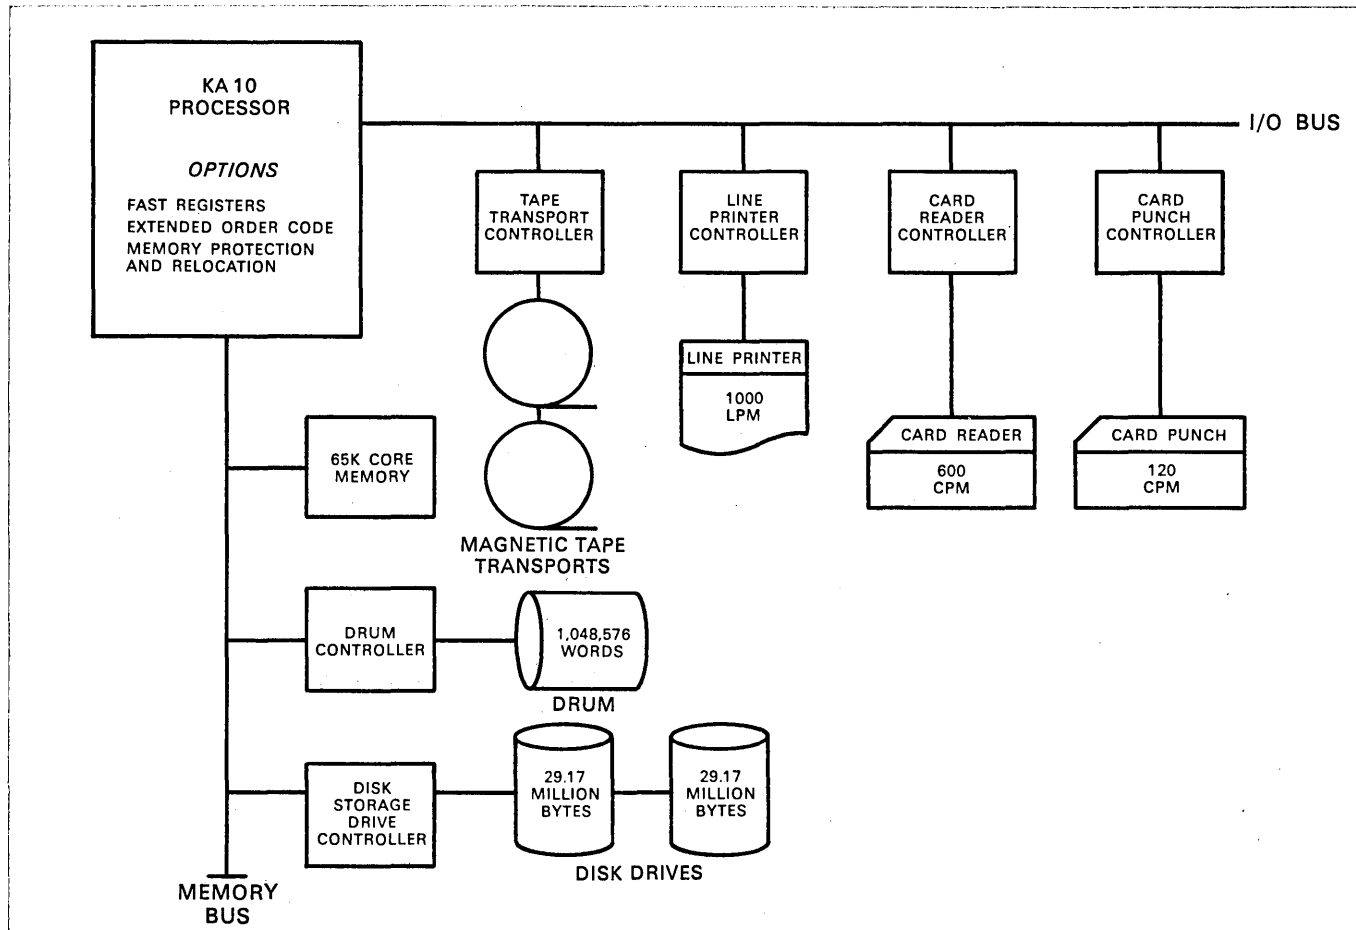 KA 10
PROCESSOR
OPTIONS
FAST REGISTERS
EXTENDED ORDER CODE
MEMORY PROTECTION
AND RELOCATION
I/O BUS
TAPE
TRANSPORT
CONTROLLER
LINE
PRINTER
CONTROLLER
CARD
READER
CONTROLLER
CARD
PUNCH
CONTROLLER
LINE PRINTER
1000
LPM
CARD READER
600
CPM
CARD PUNCH
120
CPM
65K CORE
MEMORY
MAGNETIC TAPE
TRANSPORTS
DRUM
CONTROLLER
1,048,576
WORDS
DRUM
DISK
STORAGE
DRIVE
CONTROLLER
29.17
MILLION
BYTES
29.17
MILLION
BYTES
DISK DRIVES
MEMORY
BUS